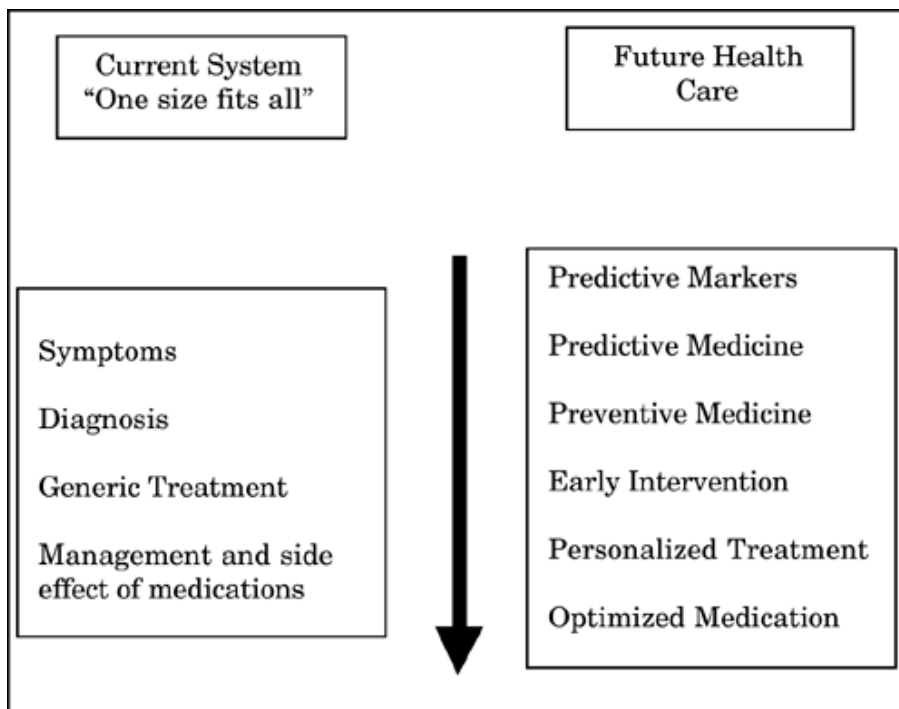 Current System
“One size fits all”
Future Health
Care
Symptoms
Diagnosis
Generic Treatment
Management and side
effect of medications
Predictive Markers
Predictive Medicine
Preventive Medicine
Early Intervention
Personalized Treatment
Optimized Medication